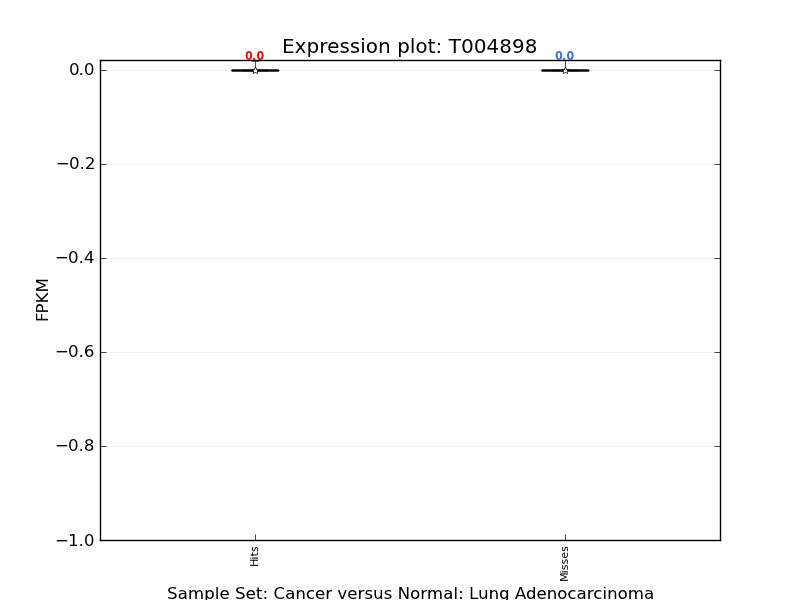 Expression plot: T004898
0.0 0.0
0.0
−0.2
−0.4
−0.6
−0.8
−1.0
FPKM
Hits Misses
Sample Set: Cancer versus Normal: Lung Adenocarcinoma